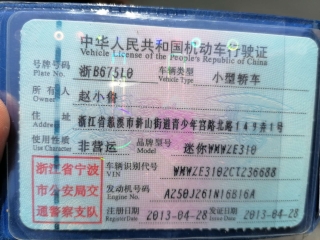 中华人民共和国机动车行驶证
Vehicle License of the People's Republic of China
号牌号码 浙B675L0 车辆类型 小型轿车
Plate No. Vehicle Type
所有人 赵小
Owner
住址 浙江省慈溪市桥山街道青少年宫路北路149弄1号
Address
使用性质 非营运 品牌型号 迷你WMWZE310
Use Character Model
浙江省宁波
市公安局交
通警察支队
车辆识别代号 WMWZE3102CT236688
VIN
发动机号码 A250J261N16B16A
Engine No.
注册日期 2013-04-28 发证日期 2013-04-28
Register Date Issue Date